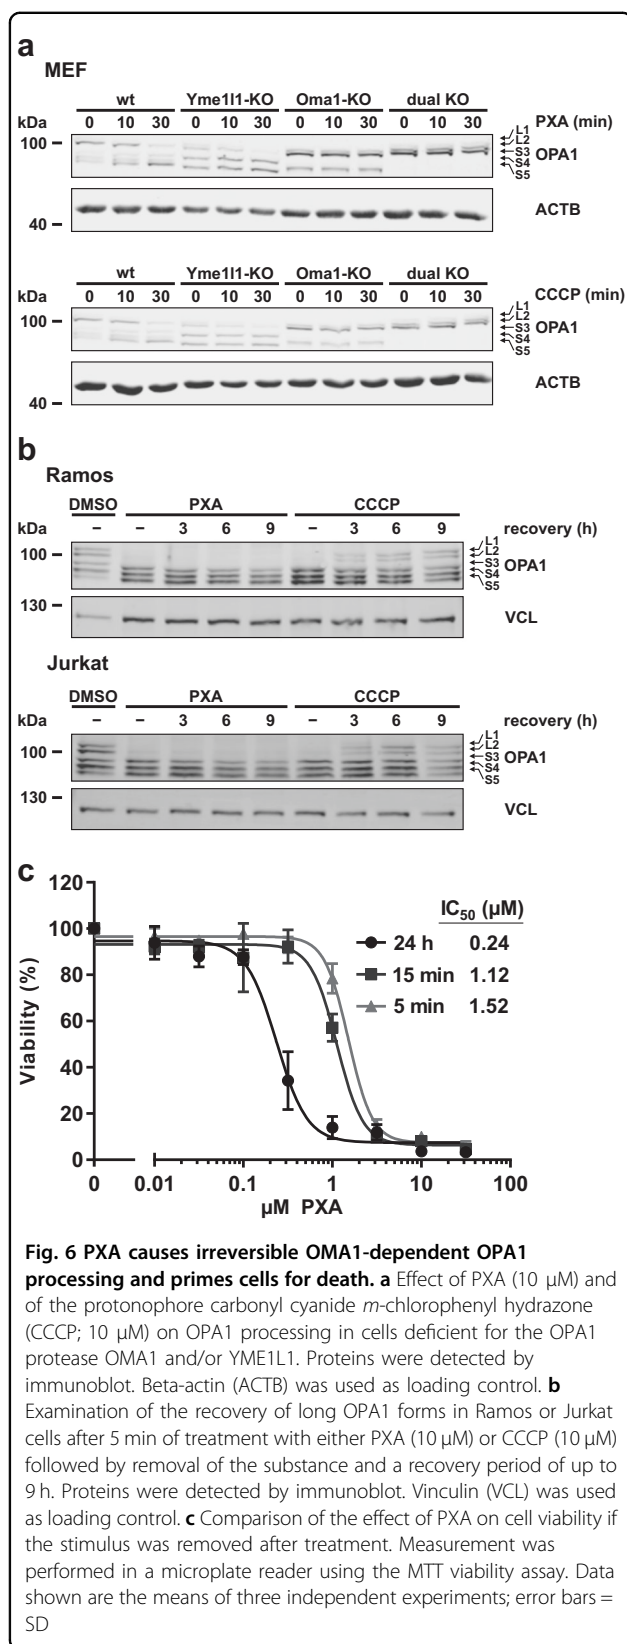 a
MEF
wt Yme1l1-KO Oma1-KO dual KO
kDa 0 10 30 0 10 30 0 10 30 0 10 30 PXA (min)
100
L1
L2
S3 OPA1
S4
S5
ACTB
40
wt Yme1l1-KO Oma1-KO dual KO
kDa 0 10 30 0 10 30 0 10 30 0 10 30 CCCP (min)
100
L1
L2
S3 OPA1
S4
S5
ACTB
40
b
Ramos
DMSO PXA CCCP
kDa – – 3 6 9 – 3 6 9 recovery (h)
100
L1
L2
S3 OPA1
S4
S5
130
VCL
Jurkat
DMSO PXA CCCP
kDa – – 3 6 9 – 3 6 9 recovery (h)
100
L1
L2
S3 OPA1
S4
S5
130
VCL
c
120
100
80
60
40
20
0
Viability (%)
IC50 (µM)
24 h 0.24
15 min 1.12
5 min 1.52
0 0.01 0.1 1 10 100
µM PXA
Fig. 6 PXA causes irreversible OMA1-dependent OPA1
processing and primes cells for death. a Effect of PXA (10 µM) and
of the protonophore carbonyl cyanide m-chlorophenyl hydrazone
(CCCP; 10 µM) on OPA1 processing in cells deficient for the OPA1
protease OMA1 and/or YME1L1. Proteins were detected by
immunoblot. Beta-actin (ACTB) was used as loading control. b
Examination of the recovery of long OPA1 forms in Ramos or Jurkat
cells after 5 min of treatment with either PXA (10 µM) or CCCP (10 µM)
followed by removal of the substance and a recovery period of up to
9 h. Proteins were detected by immunoblot. Vinculin (VCL) was used
as loading control. c Comparison of the effect of PXA on cell viability if
the stimulus was removed after treatment. Measurement was
performed in a microplate reader using the MTT viability assay. Data
shown are the means of three independent experiments; error bars =
SD